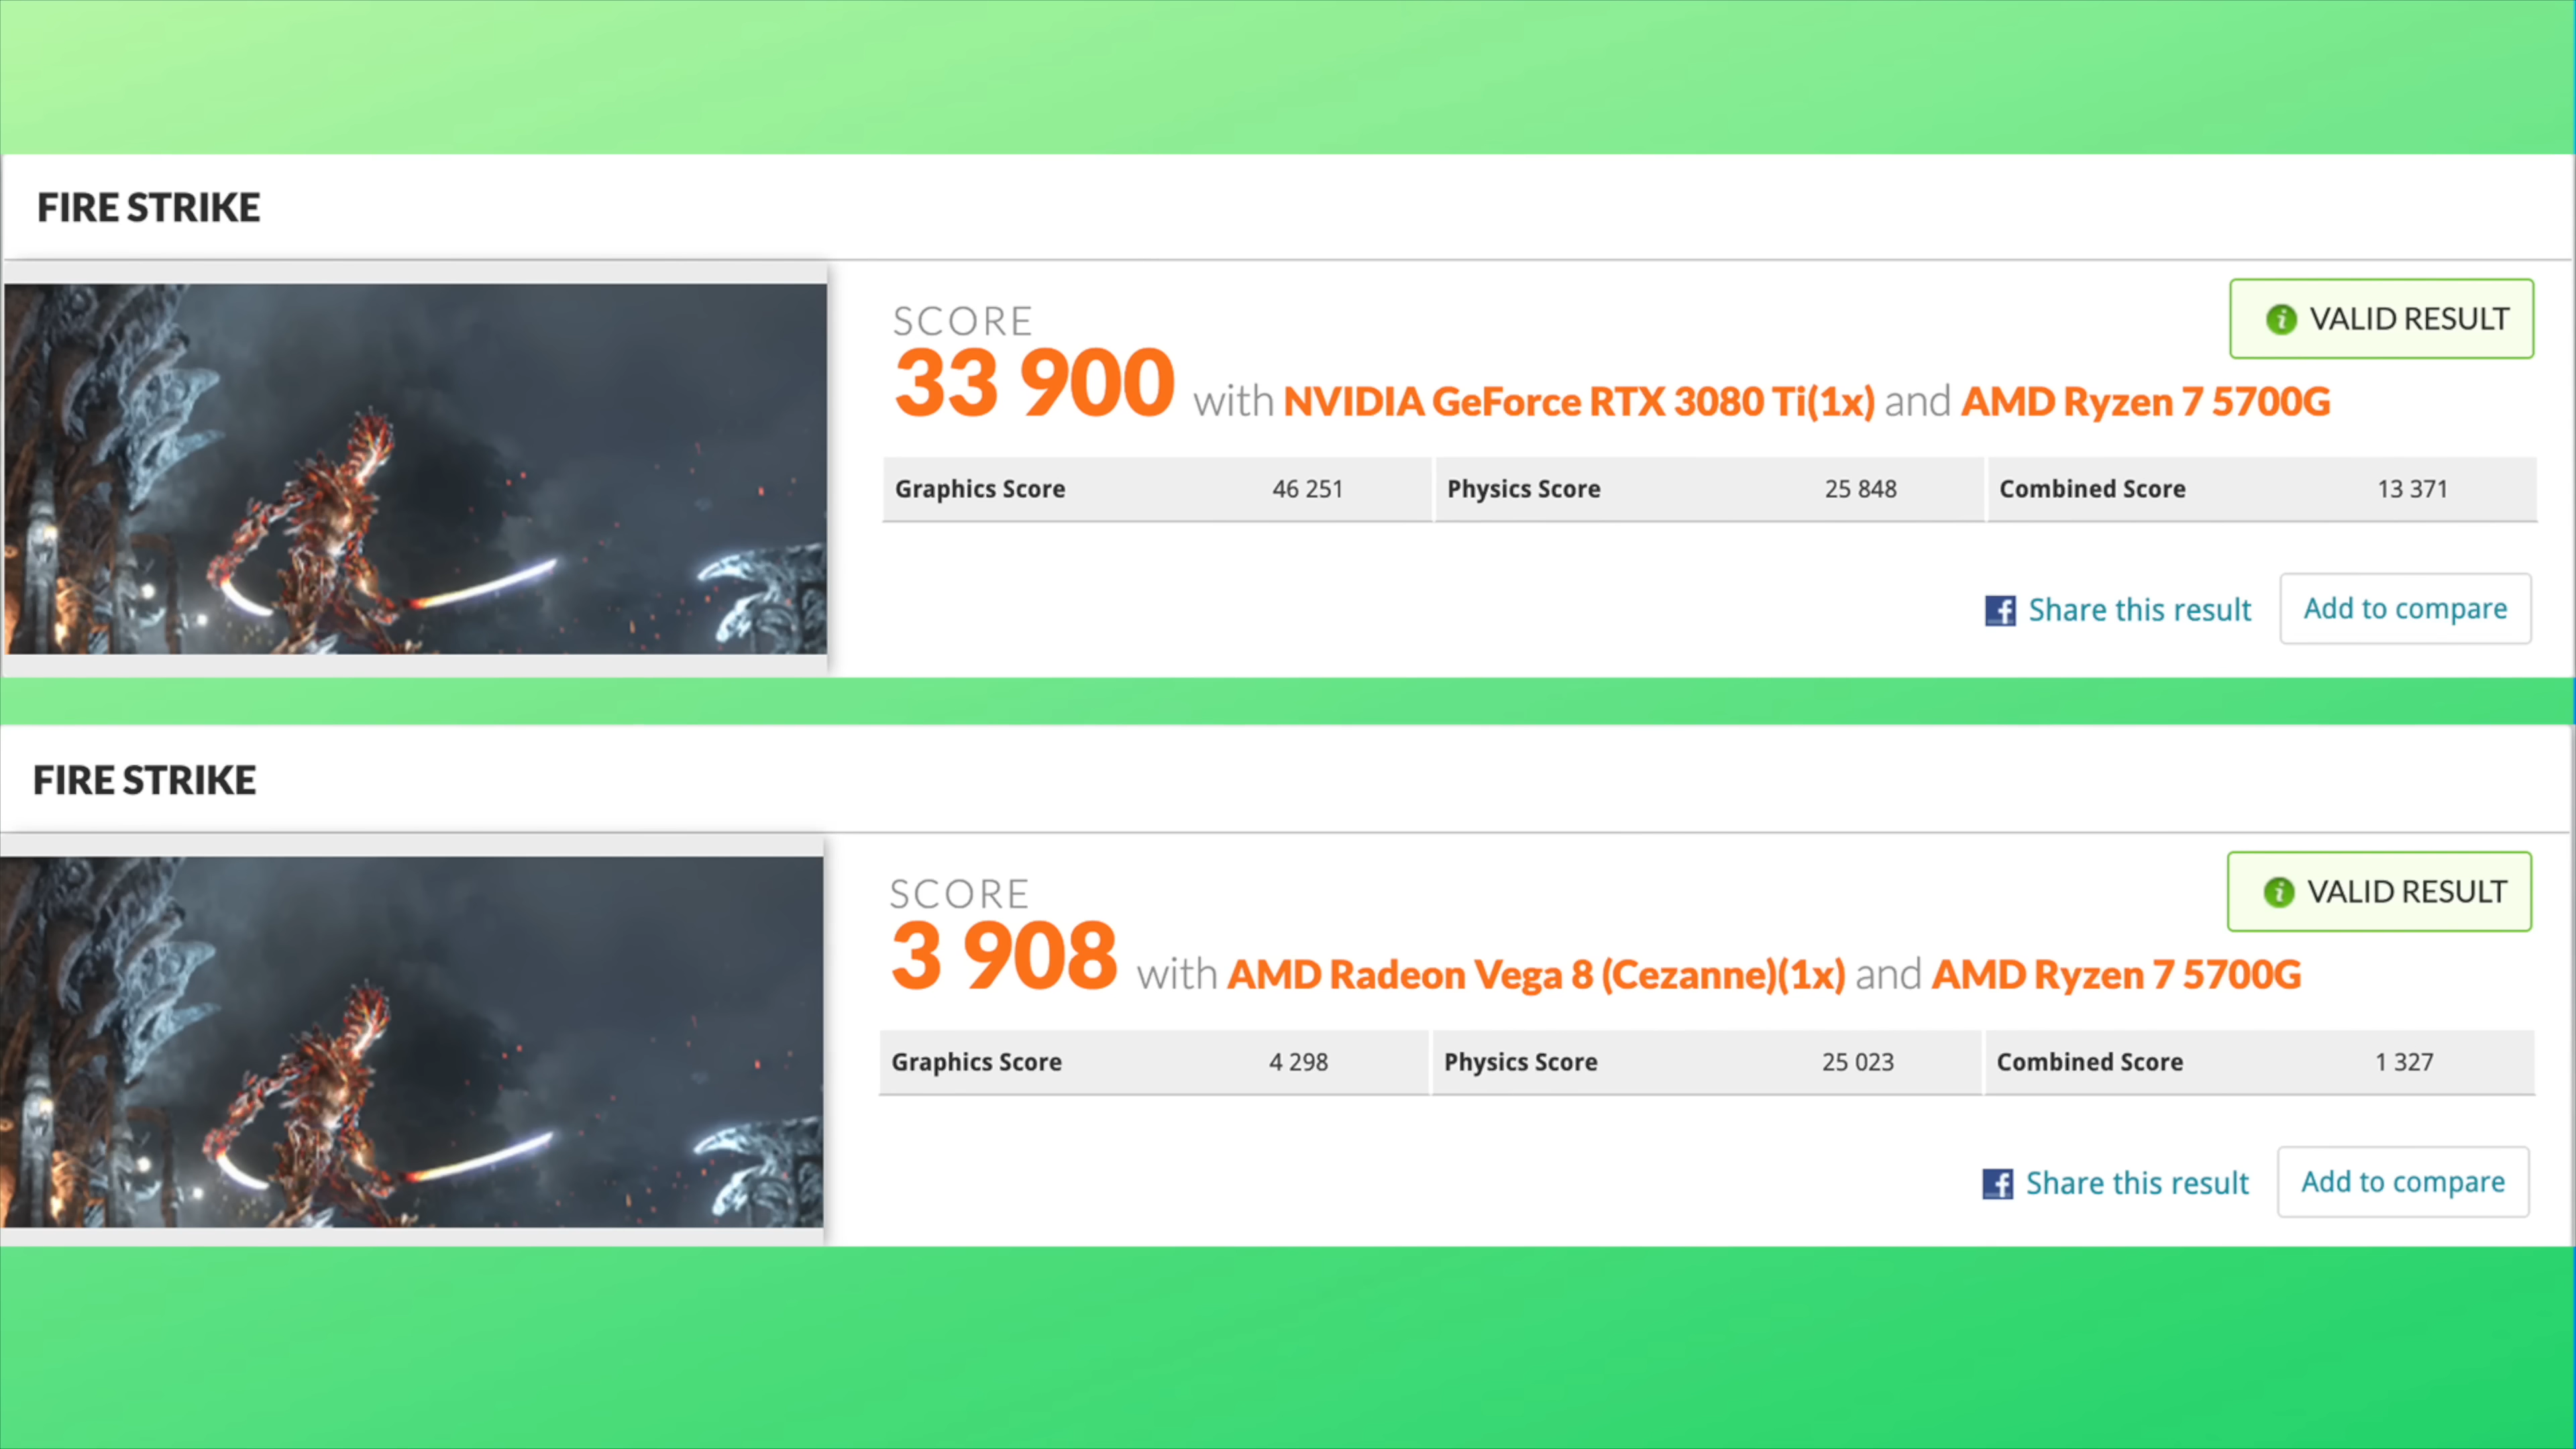 FIRE STRIKE
SCORE
VALID RESULT
33 900 with NVIDIA GeForce RTX 3080 Ti(1x) and AMD Ryzen 7 5700G
Graphics Score 46 251 Physics Score 25 848 Combined Score 13 371
f Share this result Add to compare
FIRE STRIKE
SCORE
VALID RESULT
3 908 with AMD Radeon Vega 8 (Cezanne)(1x) and AMD Ryzen 7 5700G
Graphics Score 4 298 Physics Score 25 023 Combined Score 1 327
f Share this result Add to compare